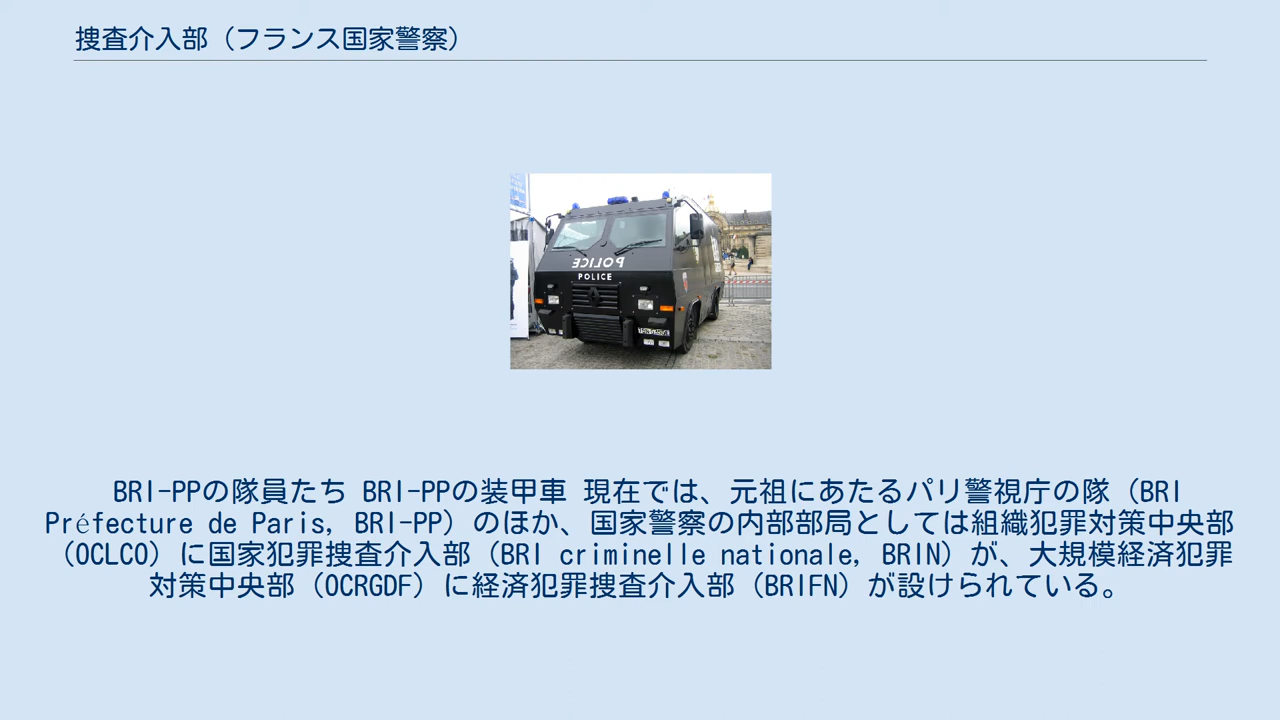 捜査介入部（フランス国家警察）
POLICE
POLICE
BRI-PPの隊員たち BRI-PPの装甲車 現在では、元祖にあたるパリ警視庁の隊（BRI
Préfecture de Paris, BRI-PP）のほか、国家警察の内部部局としては組織犯罪対策中央部
（OCLCO）に国家犯罪捜査介入部（BRI criminelle nationale, BRIN）が、大規模経済犯罪
対策中央部（OCRGDF）に経済犯罪捜査介入部（BRIFN）が設けられている。